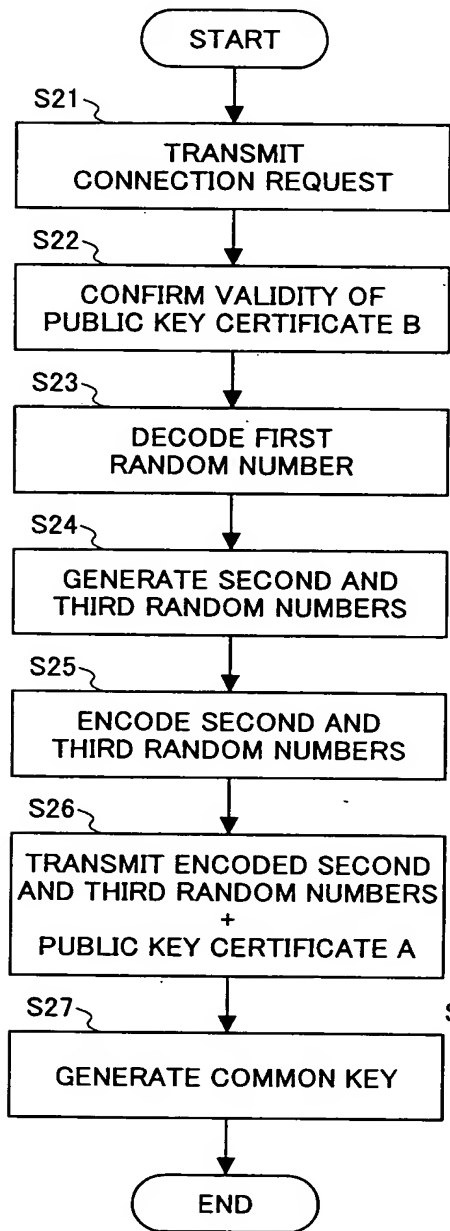 START
S21
TRANSMIT
CONNECTION REQUEST
S22
CONFIRM VALIDITY OF
PUBLIC KEY CERTIFICATE B
S23
DECODE FIRST
RANDOM NUMBER
S24
GENERATE SECOND AND
THIRD RANDOM NUMBERS
S25
ENCODE SECOND AND
THIRD RANDOM NUMBERS
S26
TRANSMIT ENCODED SECOND
AND THIRD RANDOM NUMBERS
+
PUBLIC KEY CERTIFICATE A
S27
GENERATE COMMON KEY
END